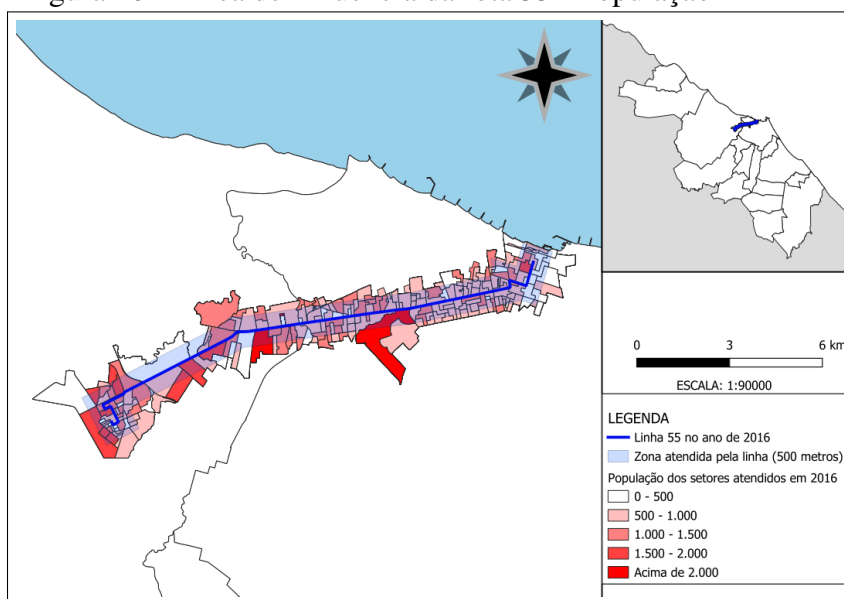 0 3 6 km
ESCALA: 1:90000
LEGENDA
Linha 55 no ano de 2016
Zona atendida pela linha (500 metros)
População dos setores atendidos em 2016
0 - 500
500 - 1.000
1.000 - 1.500
1.500 - 2.000
Acima de 2.000